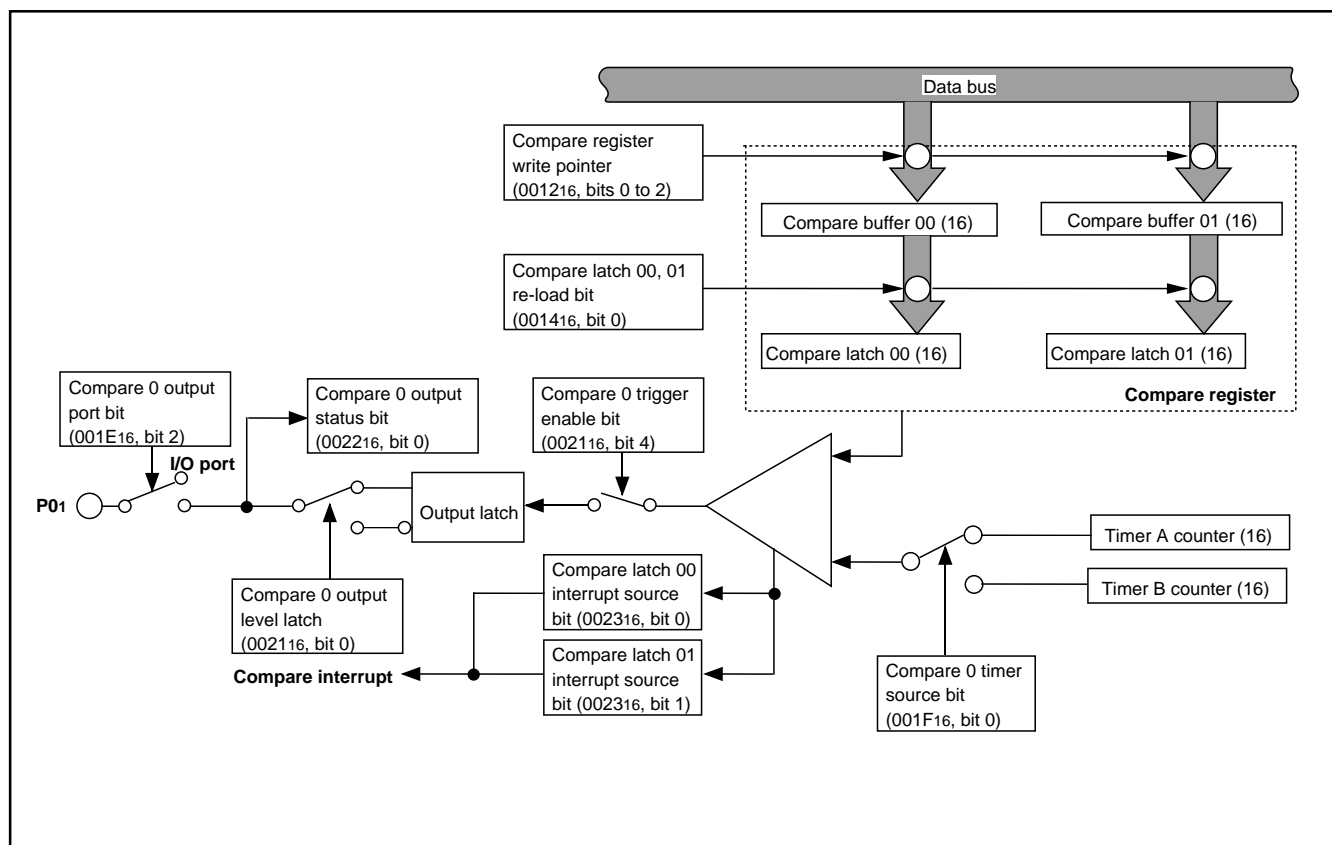 Data bus
Compare register
write pointer
(001216, bits 0 to 2)
Compare buffer 00 (16)
Compare buffer 01 (16)
Compare latch 00, 01
re-load bit
(001416, bit 0)
Compare latch 00 (16)
Compare latch 01 (16)
Compare register
Compare 0 output
port bit
(001E16, bit 2)
Compare 0 output
status bit
(002216, bit 0)
Compare 0 trigger
enable bit
(002116, bit 4)
I/O port
P01
Output latch
Timer A counter (16)
Timer B counter (16)
Compare 0 output
level latch
(002116, bit 0)
Compare latch 00
interrupt source
bit (002316, bit 0)
Compare latch 01
interrupt source
bit (002316, bit 1)
Compare interrupt
Compare 0 timer
source bit
(001F16, bit 0)